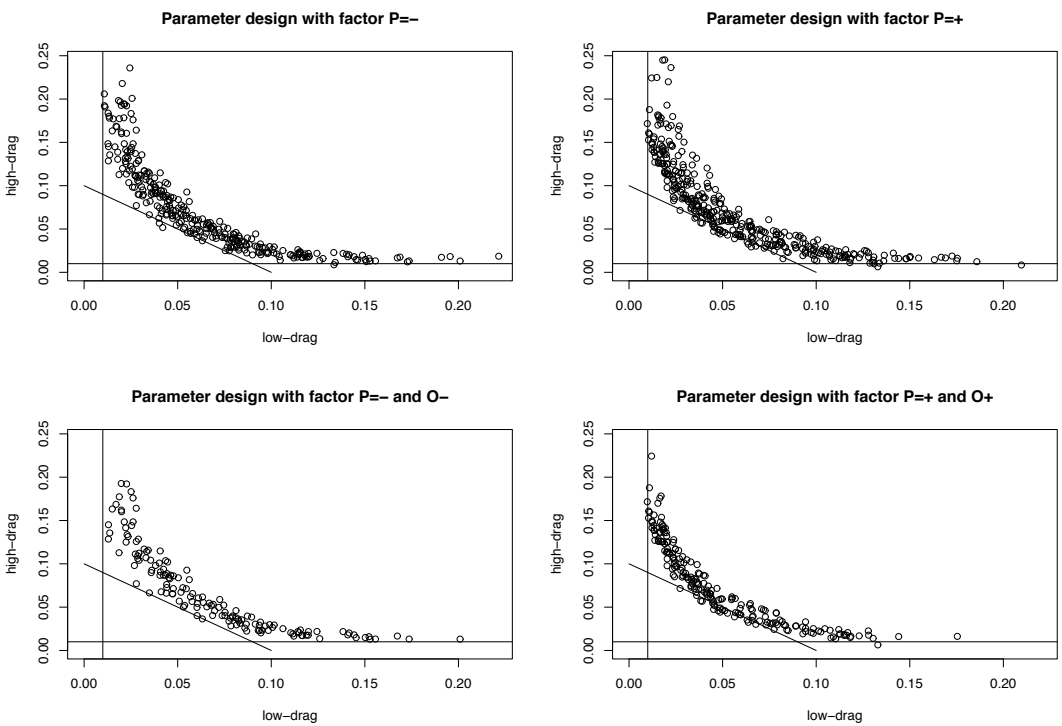 Parameter design with factor P=−
high−drag
0.00 0.05 0.10 0.15 0.20 0.25
0.00 0.05 0.10 0.15 0.20
low−drag
Parameter design with factor P=+
high−drag
0.00 0.05 0.10 0.15 0.20 0.25
0.00 0.05 0.10 0.15 0.20
low−drag
Parameter design with factor P=− and O−
high−drag
0.00 0.05 0.10 0.15 0.20 0.25
0.00 0.05 0.10 0.15 0.20
low−drag
Parameter design with factor P=+ and O+
high−drag
0.00 0.05 0.10 0.15 0.20 0.25
0.00 0.05 0.10 0.15 0.20
low−drag